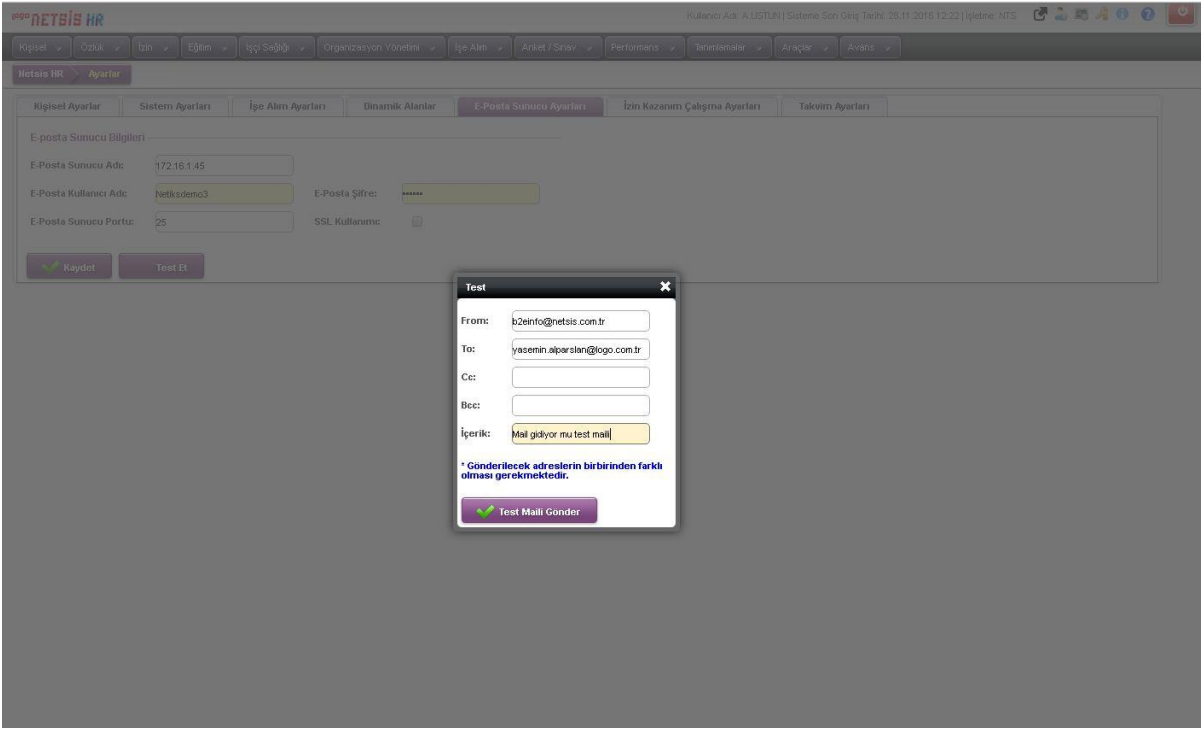 logo NETSİS HR
Kullanıcı Adı: A.USTUN | Sisteme Son Giriş Tarihi: 28.11.2016 12:22 | İşletme: NTS
Kişisel Özlük İzin Eğitim İşçi Sağlığı Organizasyon Yönetimi İşe Alım Anket / Sınav Performans Tanımlamalar Araçlar Avans
Netsis HR Ayarlar
Kişisel Ayarlar Sistem Ayarları İşe Alım Ayarları Dinamik Alanlar E-Posta Sunucu Ayarları İzin Kazanım Çalışma Ayarları Takvim Ayarları
E-posta Sunucu Bilgileri
E-Posta Sunucu Adı: 172.16.1.45
E-Posta Kullanıcı Adı: Netiksdemo3 E-Posta Şifre: ••••••
E-Posta Sunucu Portu: 25 SSL Kullanımı:
Kaydet Test Et
Test
From: b2einfo@netsis.com.tr
To: yasemin.alparslan@logo.com.tr
Cc:
Bcc:
İçerik: Mail gidiyor mu test maili
* Gönderilecek adreslerin birbirinden farklı
olması gerekmektedir.
Test Maili Gönder